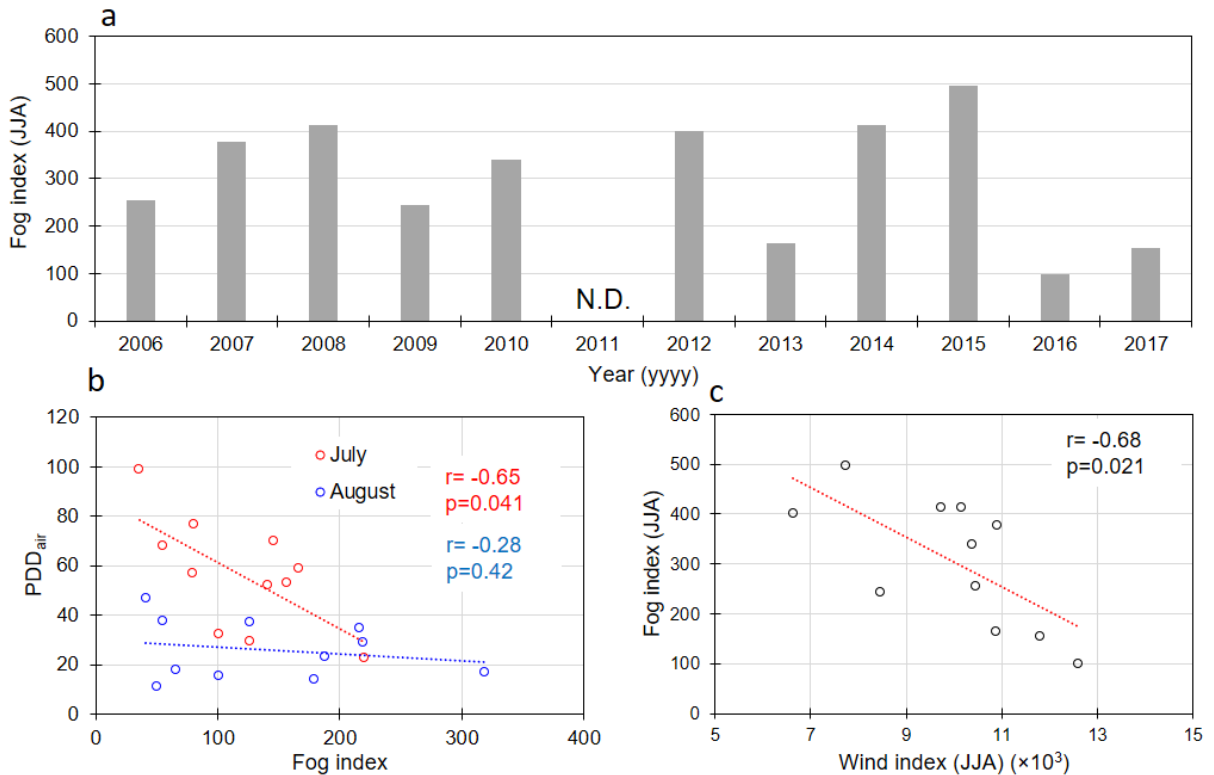 a
600
500
400
300
200
100
0
Fog index (JJA)
N.D.
2006 2007 2008 2009 2010 2011 2012 2013 2014 2015 2016 2017
Year (yyyy)
b
120
100
80
60
40
20
0
PDDair
July
August
r= -0.65
p=0.041
r= -0.28
p=0.42
0 100 200 300 400
Fog index
c
600
500
400
300
200
100
0
Fog index (JJA)
r= -0.68
p=0.021
5 7 9 11 13 15
Wind index (JJA) (×10³)